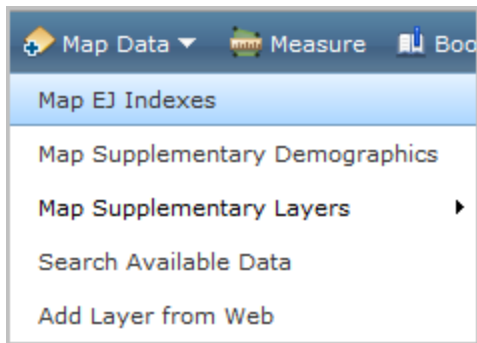 Map Data Measure Boo
Map EJ Indexes
Map Supplementary Demographics
Map Supplementary Layers
Search Available Data
Add Layer from Web